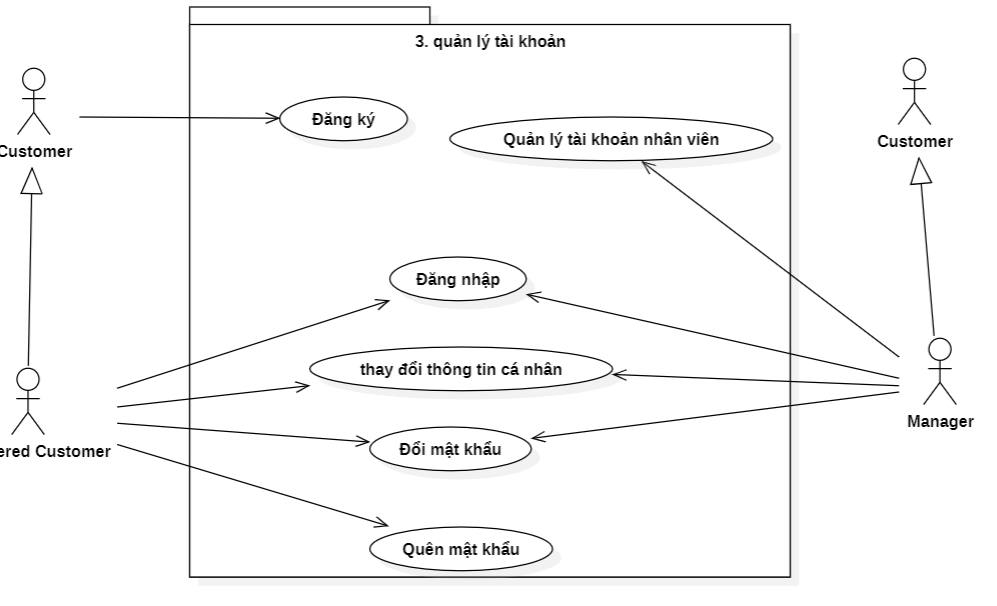 3. quản lý tài khoản
Đăng ký
Quản lý tài khoản nhân viên
Customer
Customer
Đăng nhập
thay đổi thông tin cá nhân
Manager
Đổi mật khẩu
ered Customer
Quên mật khẩu